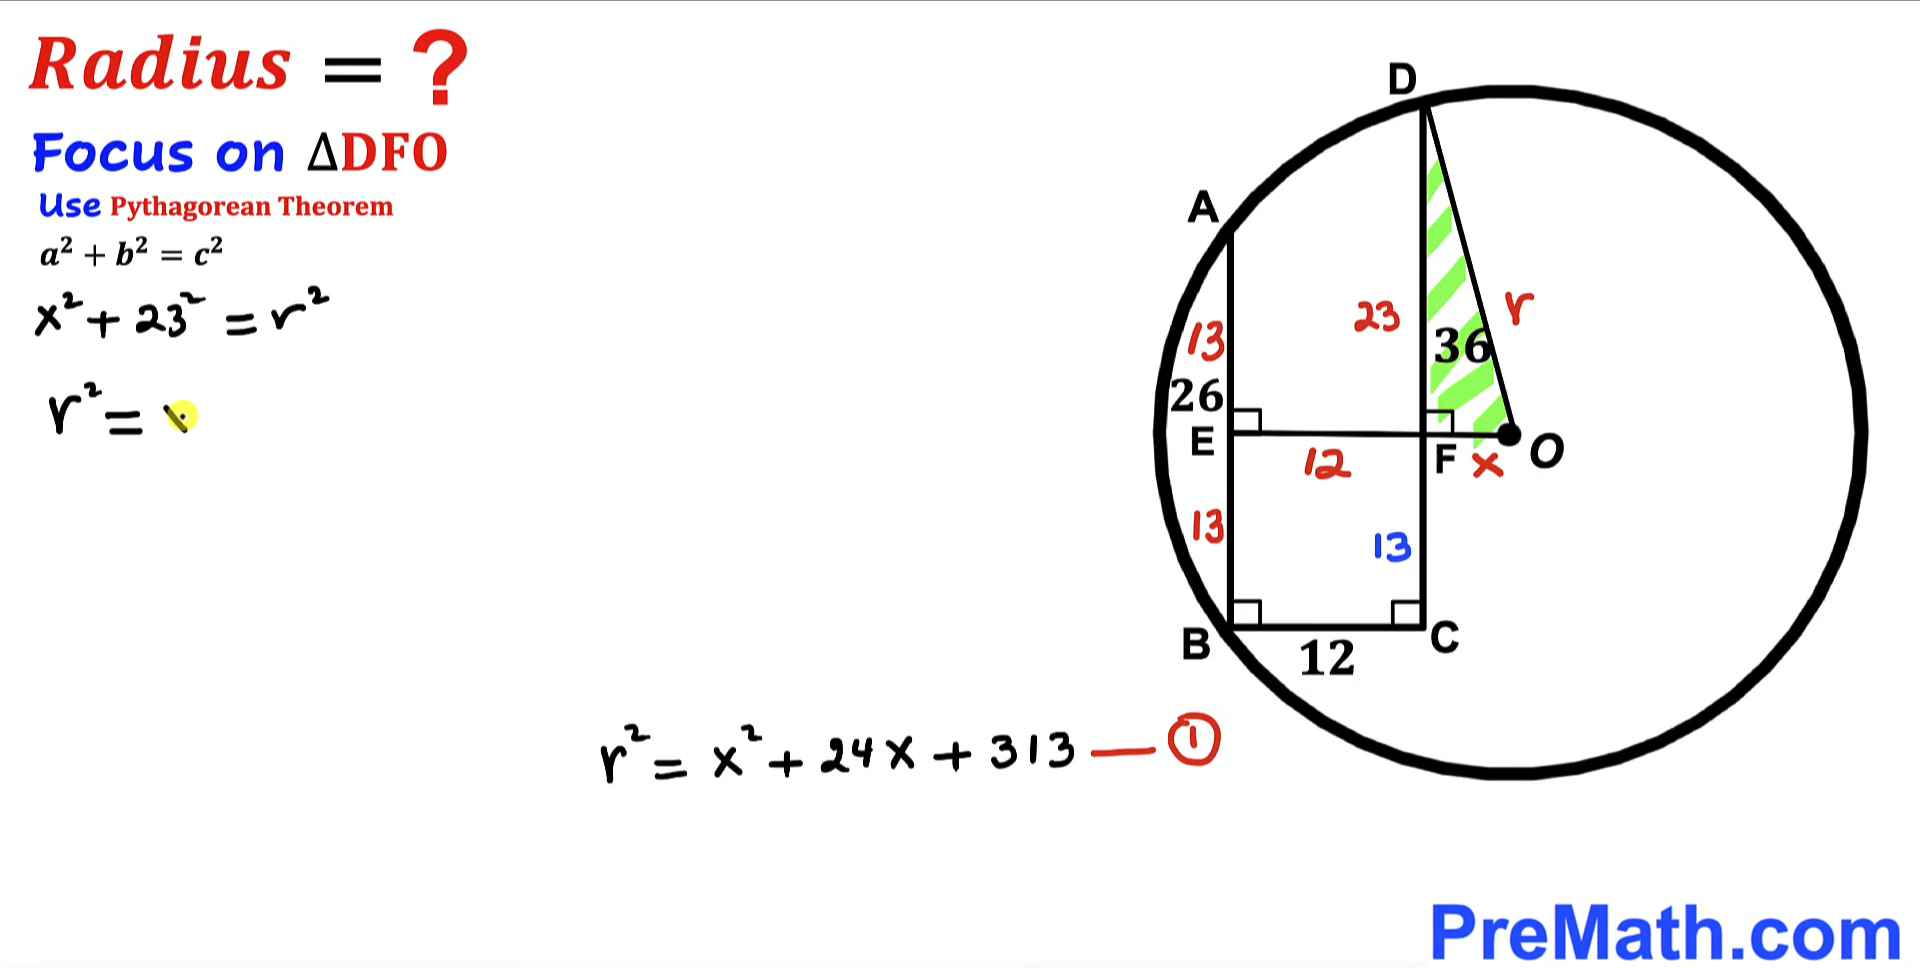 Radius = ?
Focus on ΔDFO
Use Pythagorean Theorem
a² + b² = c²
x² + 23² = r²
r² =
D
A
23
r
13
36
26
E
12
F
x
O
13
13
B
C
12
r² = x² + 24x + 313 — ①
PreMath.com